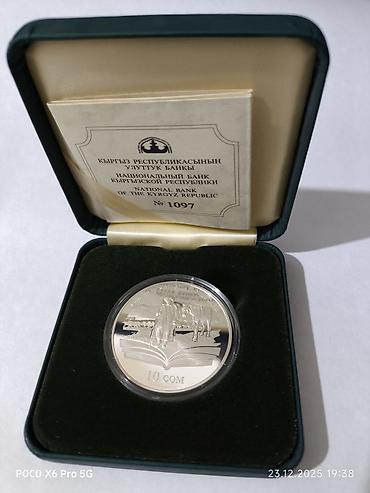 КЫРГЫЗ РЕСПУБЛИКАСЫНЫН
УЛУТТУК БАНКЫ
НАЦИОНАЛЬНЫЙ БАНК
КЫРГЫЗСКОЙ РЕСПУБЛИКИ
NATIONAL BANK
OF THE KYRGYZ REPUBLIC
№ 1097
10 СОМ
POCO X6 Pro 5G
23.12.2025 19:38